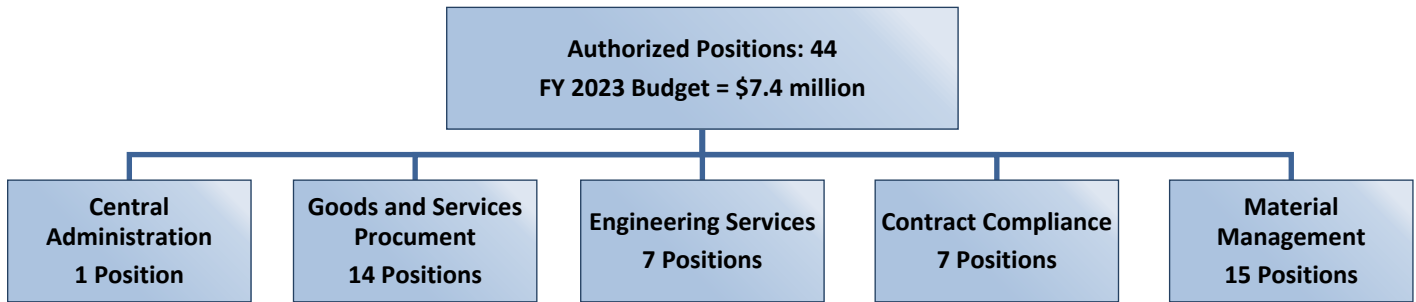 Authorized Positions: 44
FY 2023 Budget = $7.4 million
Central
Administration
1 Position
Goods and Services
Procument
14 Positions
Engineering Services
7 Positions
Contract Compliance
7 Positions
Material
Management
15 Positions